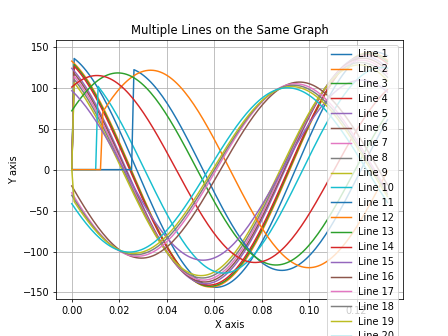 Multiple Lines on the Same Graph
Y axis
150
100
50
0
−50
−100
−150
0.00
0.02
0.04
0.06
0.08
0.10
X axis
Line 1
Line 2
Line 3
Line 4
Line 5
Line 6
Line 7
Line 8
Line 9
Line 10
Line 11
Line 12
Line 13
Line 14
Line 15
Line 16
Line 17
Line 18
Line 19
Line 20